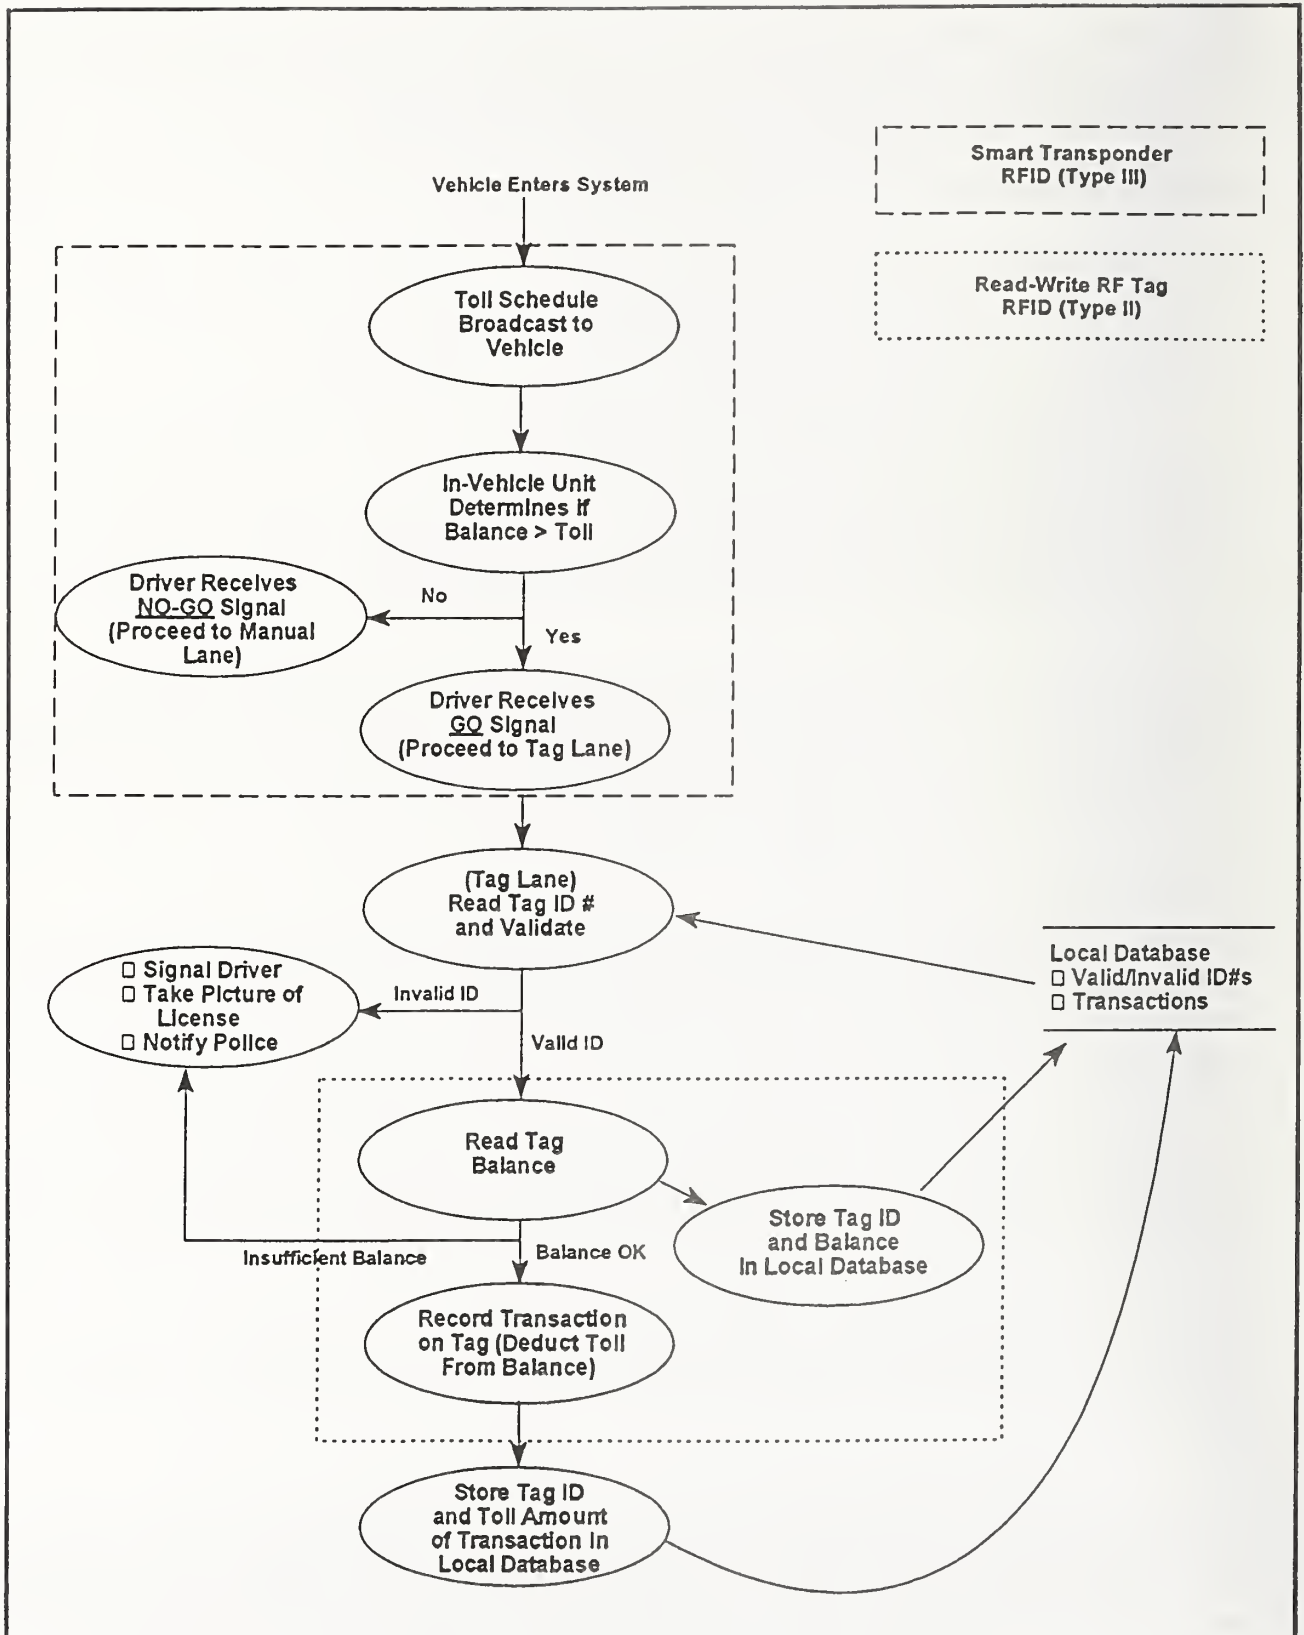 Smart Transponder
RFID (Type III)
Vehicle Enters System
Read-Write RF Tag
RFID (Type II)
Toll Schedule
Broadcast to
Vehicle
In-Vehicle Unit
Determines if
Balance > Toll
Driver Receives
NO-GO Signal
(Proceed to Manual
Lane)
No
Yes
Driver Receives
GO Signal
(Proceed to Tag Lane)
(Tag Lane)
Read Tag ID #
and Validate
Local Database
☐ Valid/Invalid ID#s
☐ Transactions
☐ Signal Driver
☐ Take Picture of
License
☐ Notify Police
Invalid ID
Valid ID
Read Tag
Balance
Store Tag ID
and Balance
In Local Database
Insufficient Balance
Balance OK
Record Transaction
on Tag (Deduct Toll
From Balance)
Store Tag ID
and Toll Amount
of Transaction In
Local Database